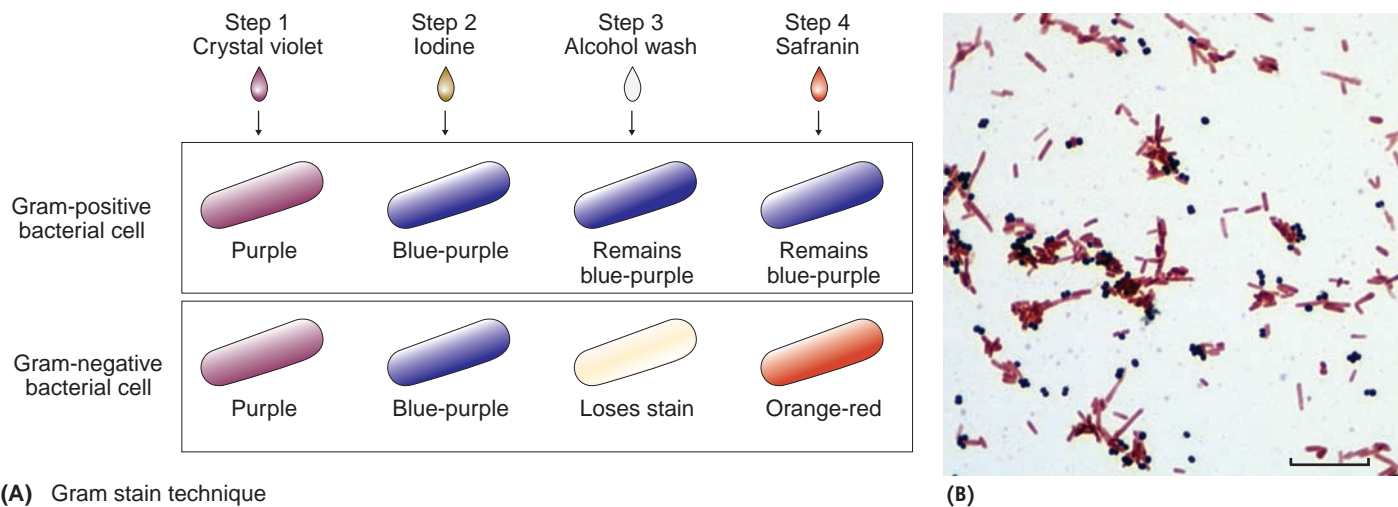 Step 1
Crystal violet
Step 2
Iodine
Step 3
Alcohol wash
Step 4
Safranin
Gram-positive
bacterial cell
Purple
Blue-purple
Remains
blue-purple
Remains
blue-purple
Gram-negative
bacterial cell
Purple
Blue-purple
Loses stain
Orange-red
(A) Gram stain technique
(B)